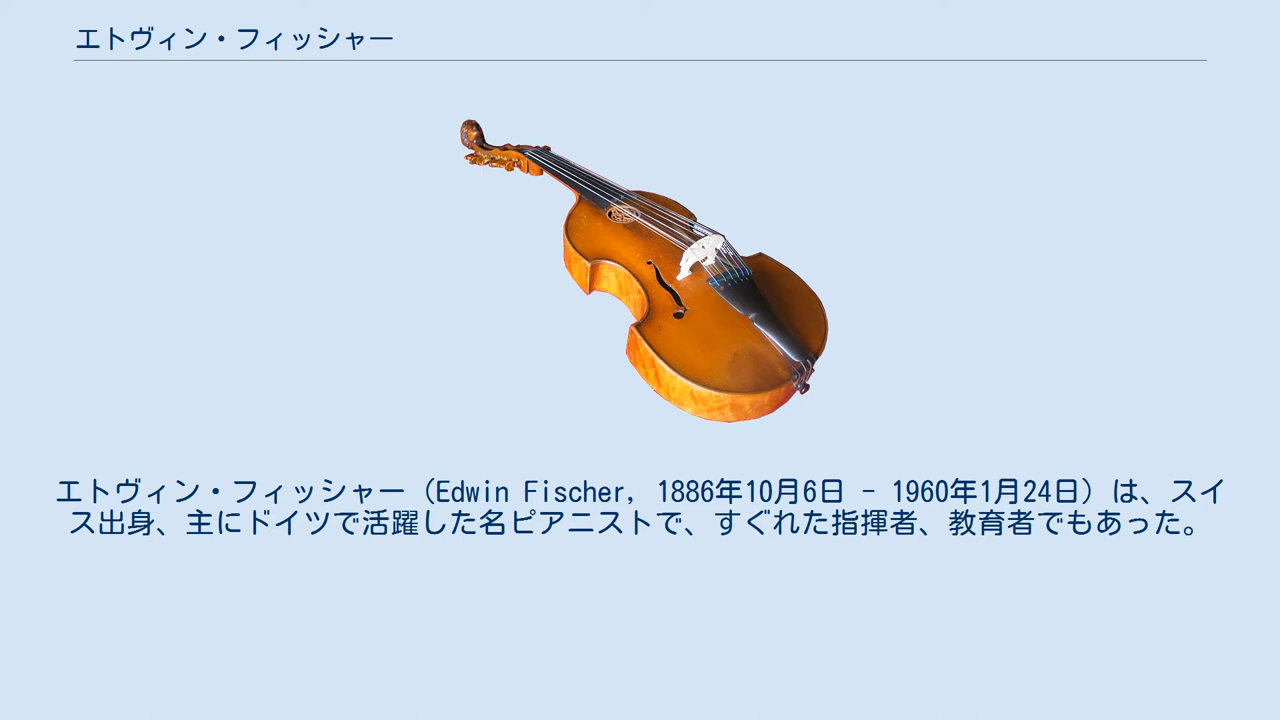 エトヴィン・フィッシャー
エトヴィン・フィッシャー（Edwin Fischer, 1886年10月6日 - 1960年1月24日）は、スイ
ス出身、主にドイツで活躍した名ピアニストで、すぐれた指揮者、教育者でもあった。